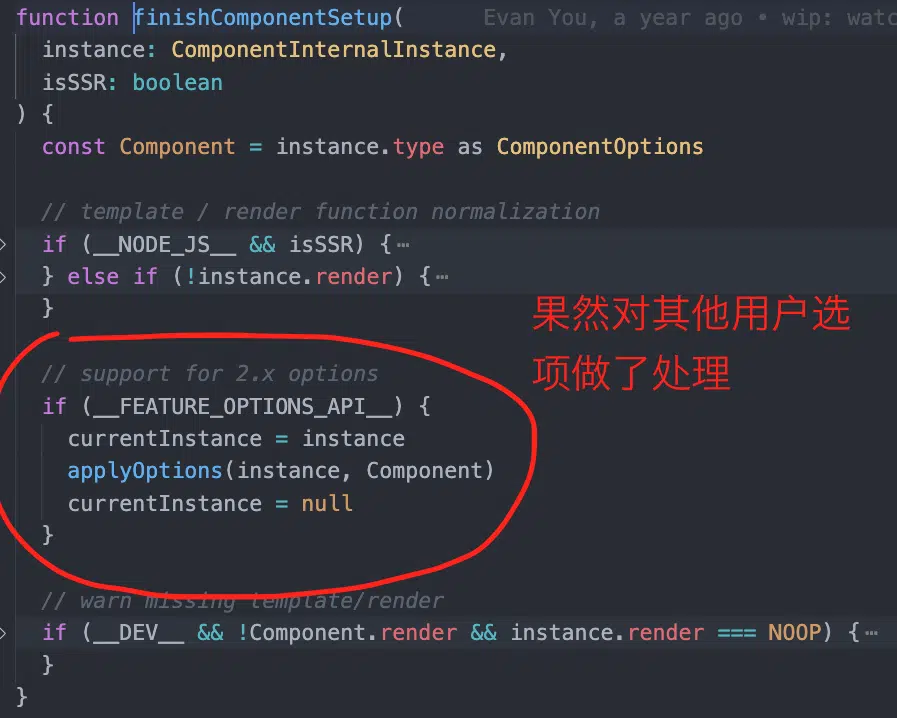 function finishComponentSetup( Evan You, a year ago • wip: watc
instance: ComponentInternalInstance,
isSSR: boolean
) {
const Component = instance.type as ComponentOptions
// template / render function normalization
if (__NODE_JS__ && isSSR) {⋯
} else if (!instance.render) {⋯
}
果然对其他用户选
项做了处理
// support for 2.x options
if (__FEATURE_OPTIONS_API__) {
currentInstance = instance
applyOptions(instance, Component)
currentInstance = null
}
// warn missing template/render
if (__DEV__ && !Component.render && instance.render === NOOP) {⋯
}
}